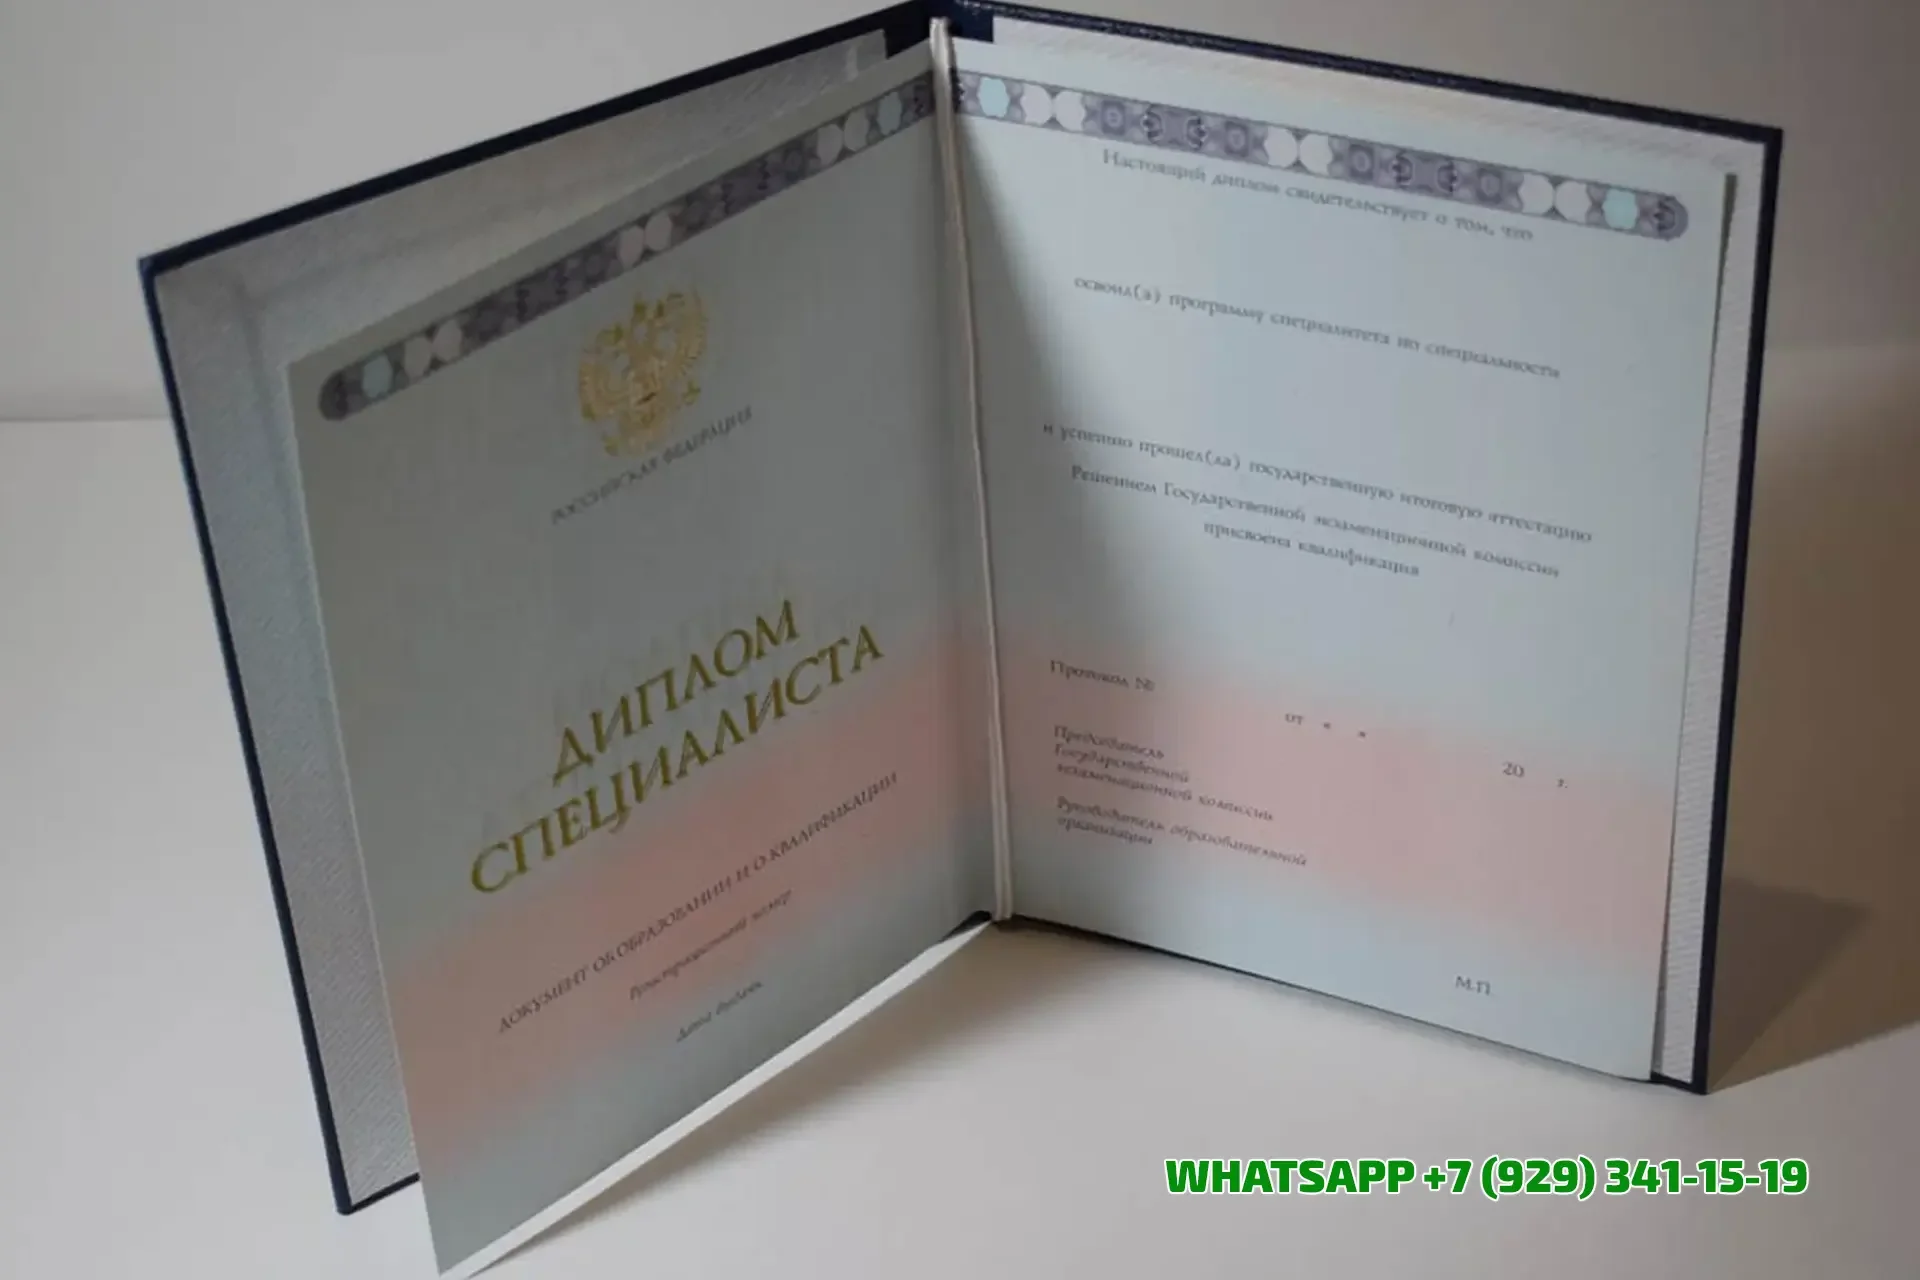 РОССИЙСКАЯ ФЕДЕРАЦИЯ
ДИПЛОМ
СПЕЦИАЛИСТА
ДОКУМЕНТ ОБ ОБРАЗОВАНИИ И О КВАЛИФИКАЦИИ
Регистрационный номер
Дата выдачи
Настоящий диплом свидетельствует о том, что
освоил(а) программу специалитета по специальности
и успешно прошел(ла) государственную итоговую аттестацию
Решением Государственной экзаменационной комиссии
присвоена квалификация
Протокол №
от « »
20 г.
Председатель
Государственной
экзаменационной комиссии
Руководитель образовательной
организации
М.П.
WHATSAPP +7 (929) 341-15-19